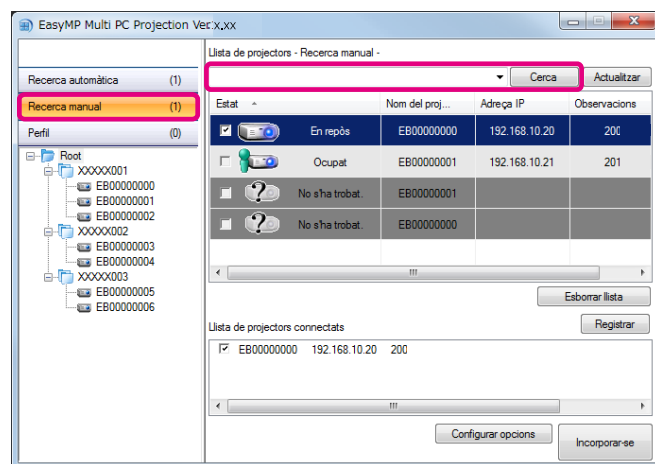 EasyMP Multi PC Projection Ver.x.xx
Llista de projectors - Recerca manual -
Recerca automàtica (1)
Cerca
Actualitzar
Recerca manual (1)
Estat Nom del proj... Adreça IP Observacions
Perfil (0)
En repòs EB00000000 192.168.10.20 200
Root
XXXXX001
Ocupat EB00000001 192.168.10.21 201
EB00000000
EB00000001
No s'ha trobat. EB00000001
EB00000002
XXXXX002
No s'ha trobat. EB00000000
EB00000003
EB00000004
XXXXX003
EB00000005
EB00000006
Esborrar llista
Llista de projectors connectats
Registrar
EB00000000 192.168.10.20 200
Configurar opcions
Incorporar-se